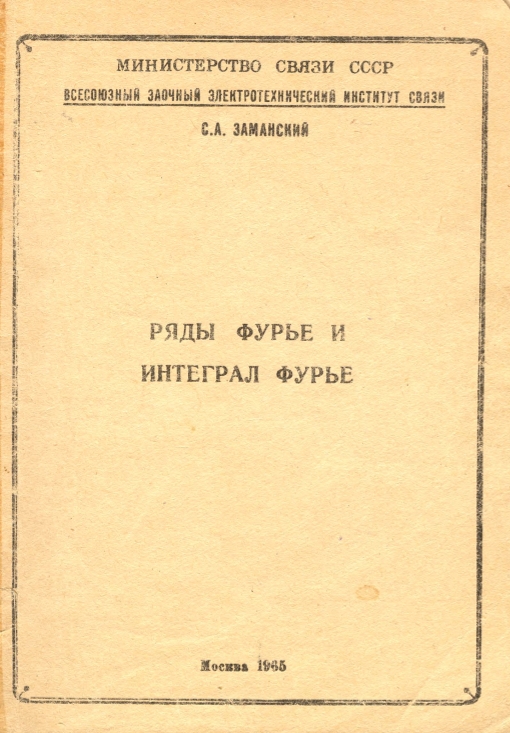 МИНИСТЕРСТВО СВЯЗИ СССР
ВСЕСОЮЗНЫЙ ЗАОЧНЫЙ ЭЛЕКТРОТЕХНИЧЕСКИЙ ИНСТИТУТ СВЯЗИ
С.А. ЗАМАНСКИЙ
РЯДЫ ФУРЬЕ И
ИНТЕГРАЛ ФУРЬЕ
Москва 1965